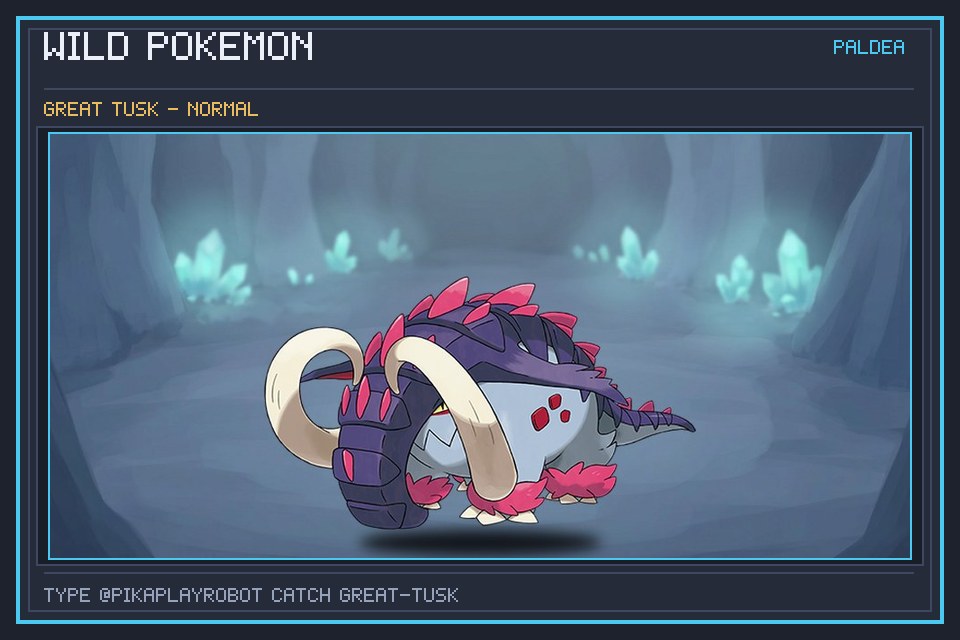 WILD POKEMON
PALDEA
GREAT TUSK - NORMAL
TYPE @PIKAPLAYROBOT CATCH GREAT-TUSK